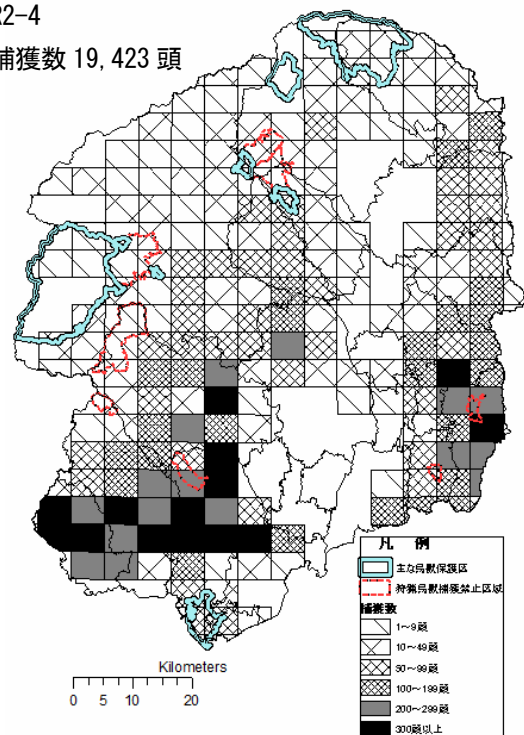 R2-4
捕獲数 19,423 頭
凡 例
主な鳥獣保護区
狩猟鳥獣捕獲禁止区域
捕獲数
1～9頭
10～49頭
50～99頭
100～199頭
200～299頭
300頭以上
Kilometers
0 5 10 20